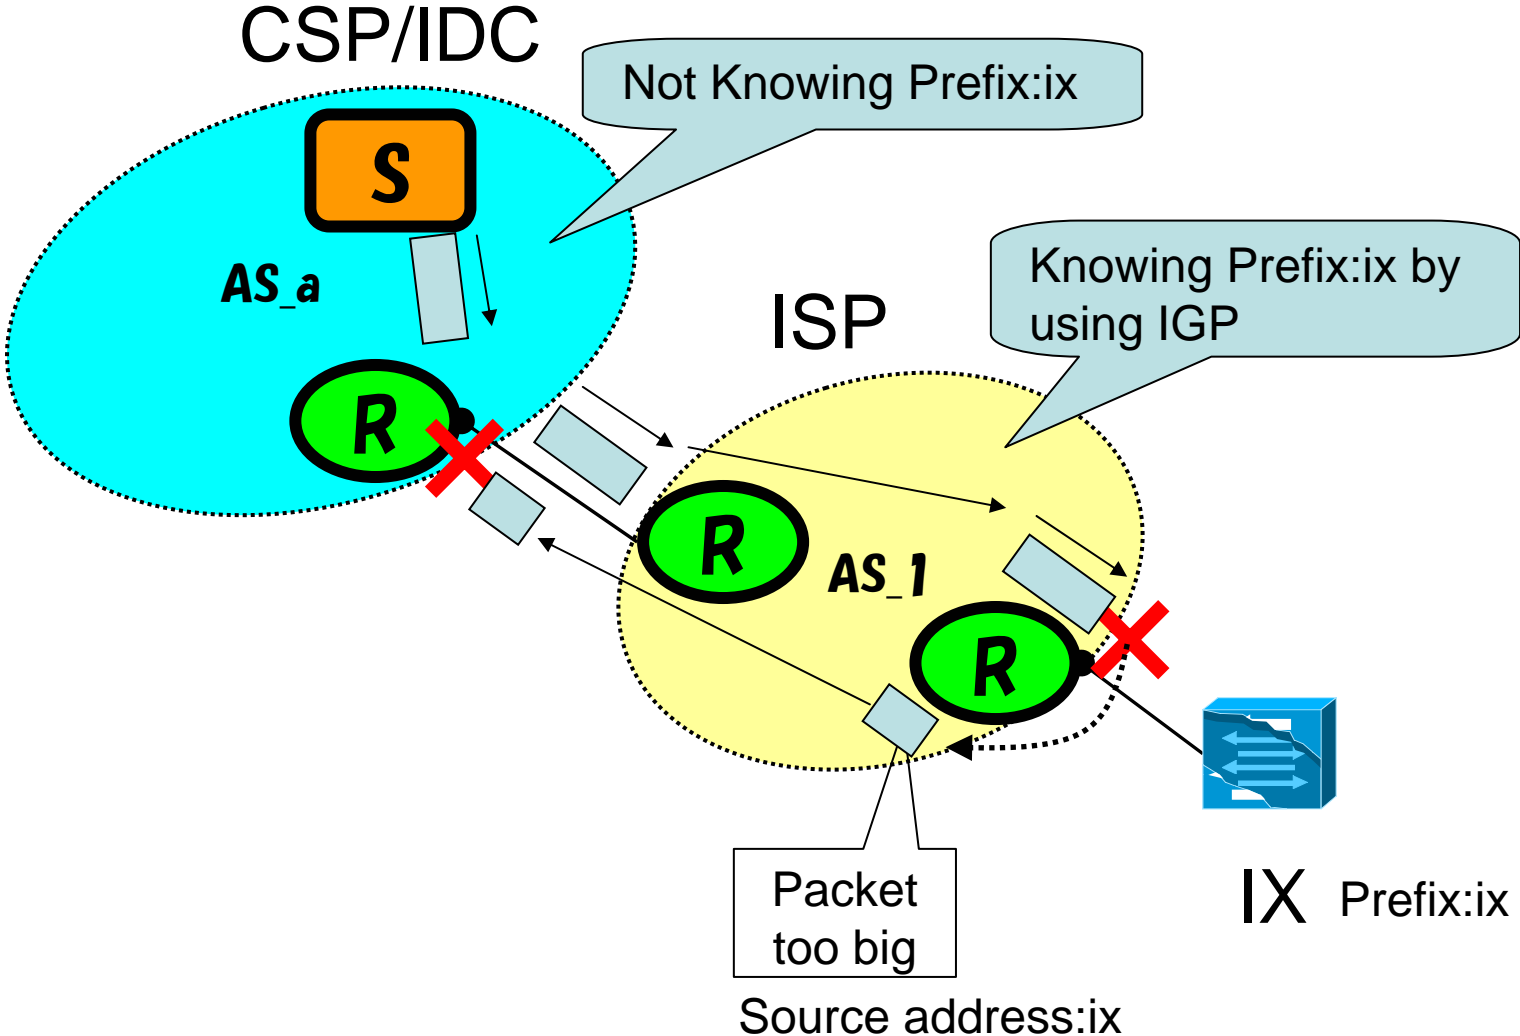 CSP/IDC
Not Knowing Prefix:ix
S
AS_a
Knowing Prefix:ix by
using IGP
ISP
R
R
AS_1
R
Packet
too big
IX Prefix:ix
Source address:ix